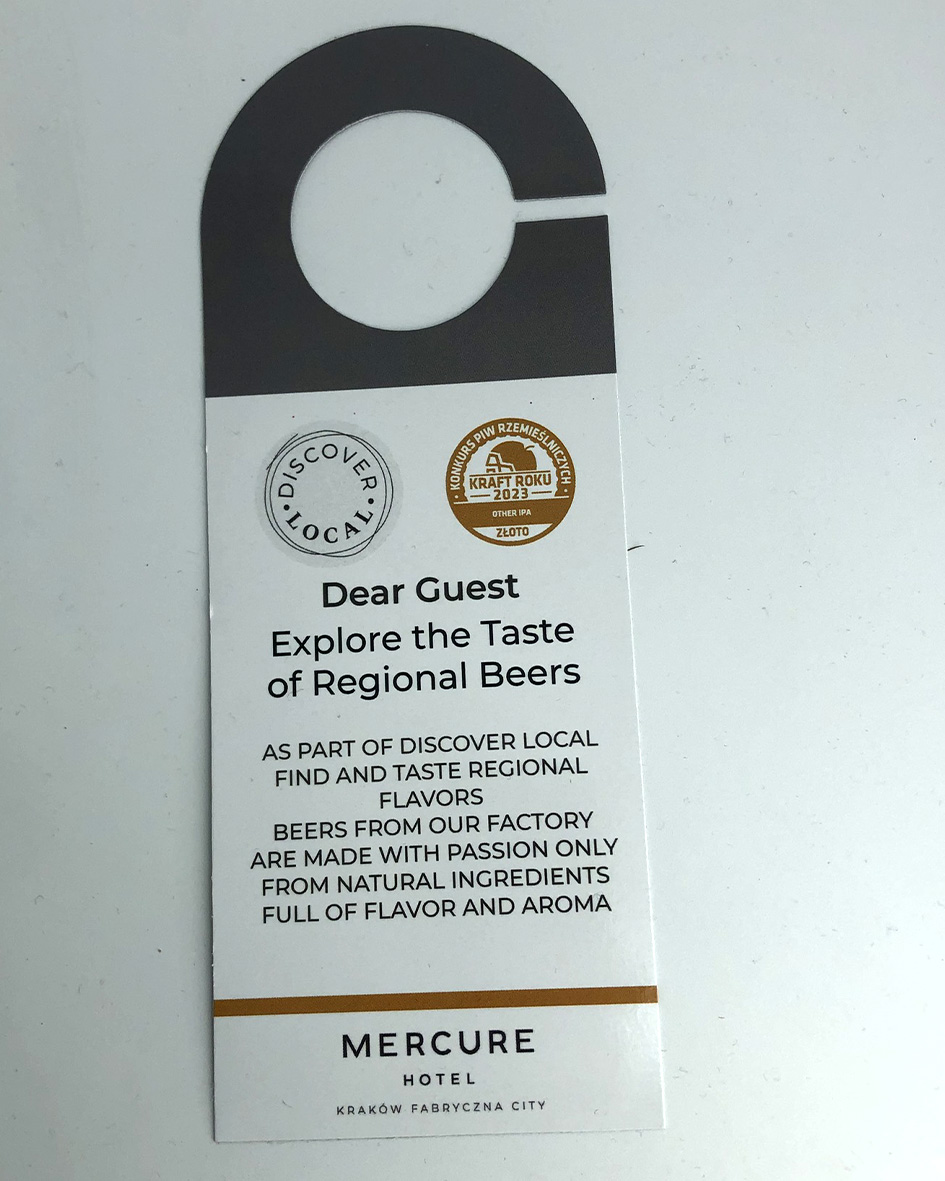 DISCOVER
LOCAL
KONKURS PIW RZEMIEŚLNICZYCH
KRAFT ROKU
2023
OTHER IPA
ZŁOTO
Dear Guest
Explore the Taste
of Regional Beers
AS PART OF DISCOVER LOCAL
FIND AND TASTE REGIONAL
FLAVORS
BEERS FROM OUR FACTORY
ARE MADE WITH PASSION ONLY
FROM NATURAL INGREDIENTS
FULL OF FLAVOR AND AROMA
MERCURE
HOTEL
KRAKÓW FABRYCZNA CITY